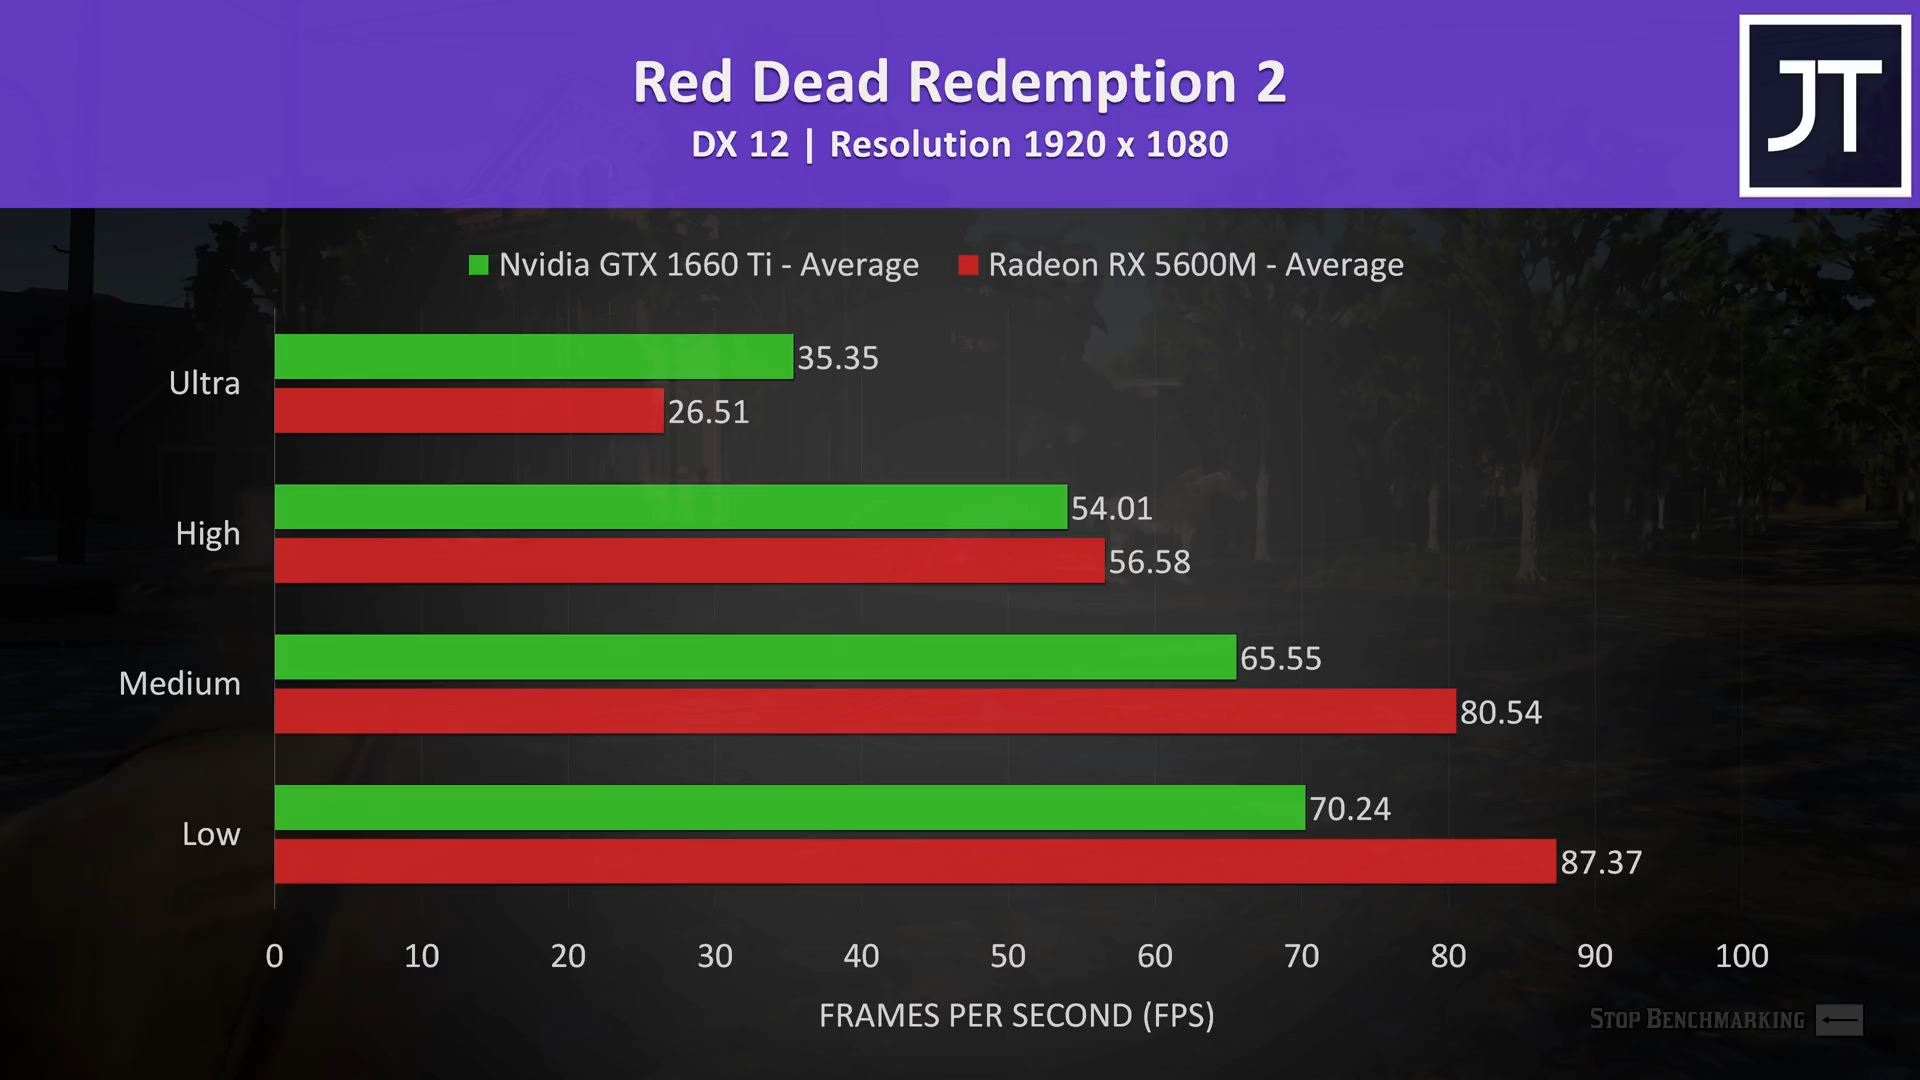 Red Dead Redemption 2
DX 12 | Resolution 1920 x 1080
JT
Nvidia GTX 1660 Ti - Average
Radeon RX 5600M - Average
Ultra
35.35
26.51
High
54.01
56.58
Medium
65.55
80.54
Low
70.24
87.37
0 10 20 30 40 50 60 70 80 90 100
FRAMES PER SECOND (FPS)
STOP BENCHMARKING